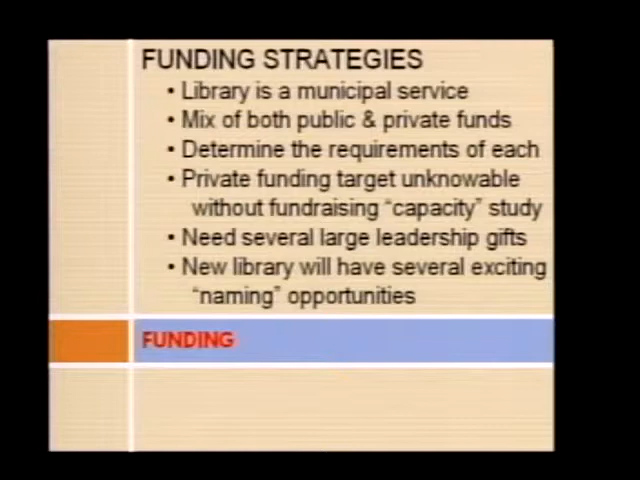 FUNDING STRATEGIES
• Library is a municipal service
• Mix of both public & private funds
• Determine the requirements of each
• Private funding target unknowable
without fundraising “capacity” study
• Need several large leadership gifts
• New library will have several exciting
“naming” opportunities
FUNDING